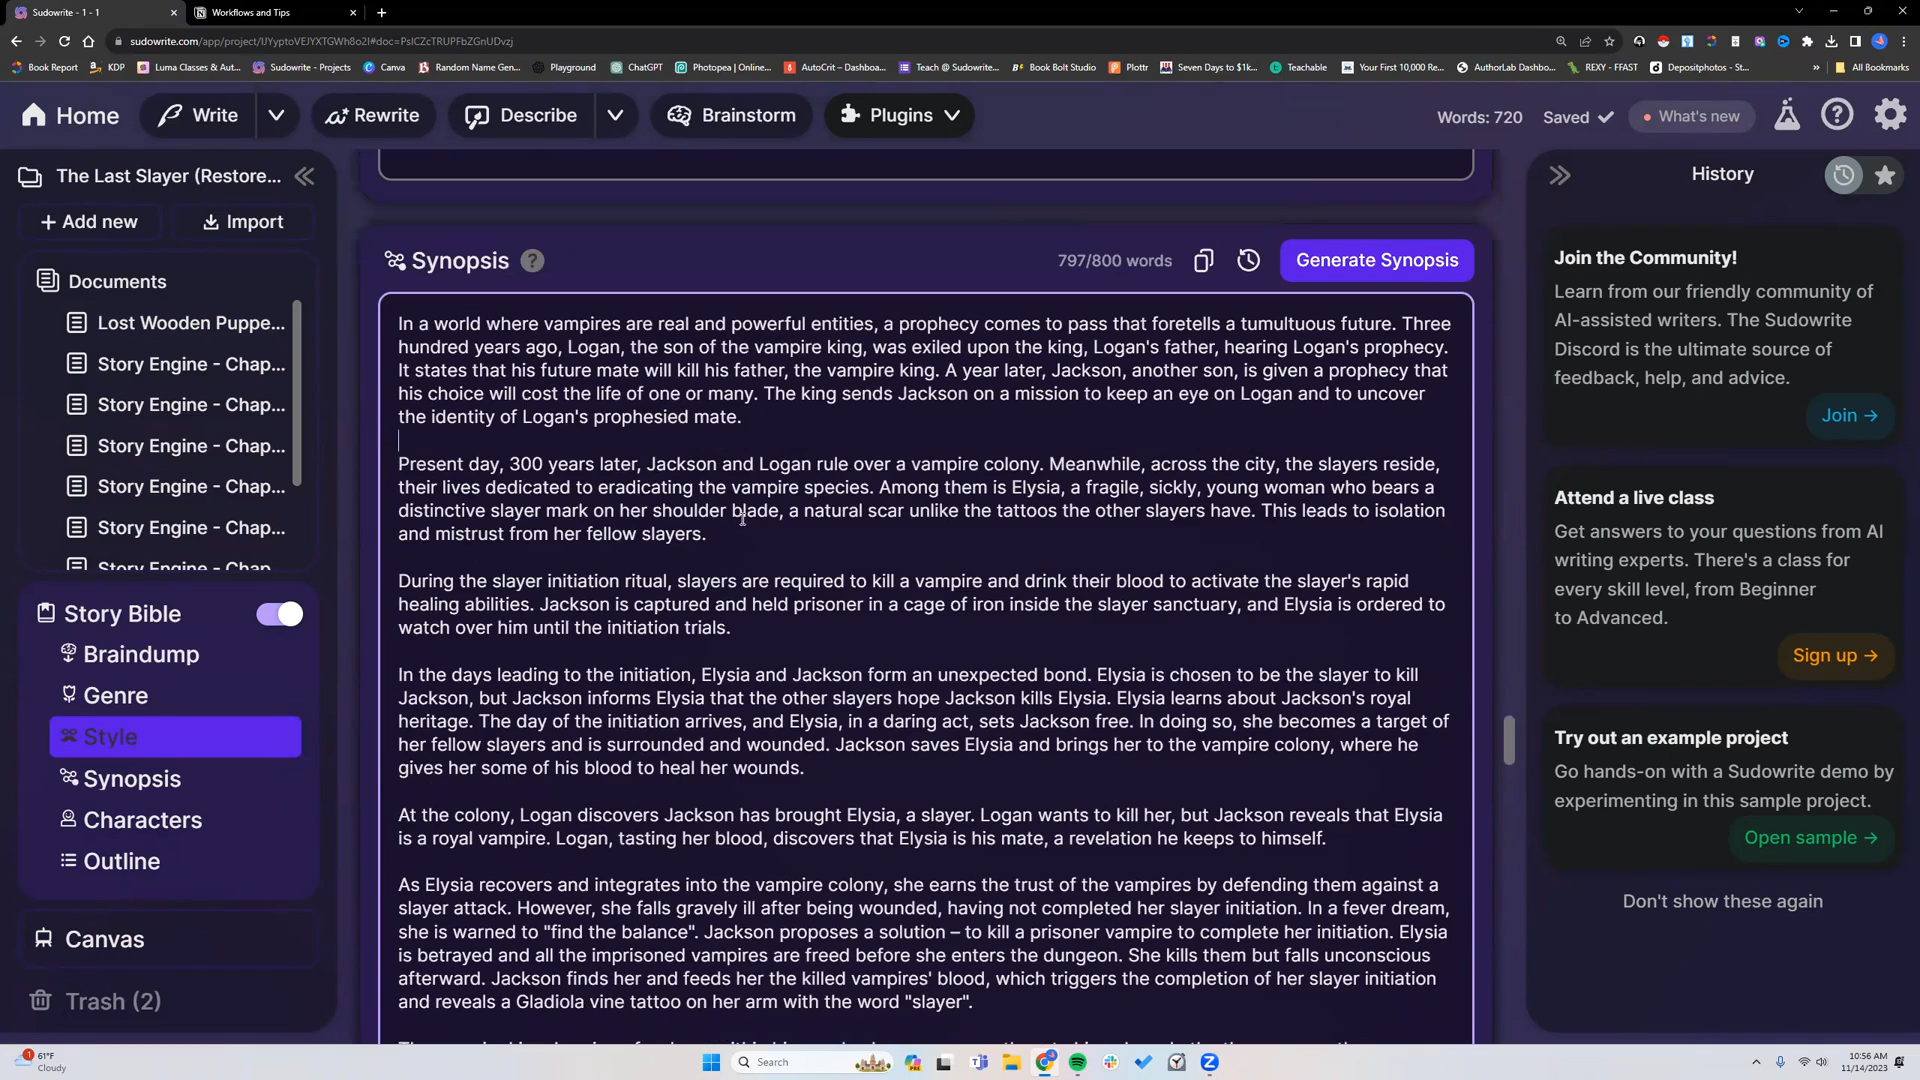 Sudowrite - 1 - 1
Workflows and Tips
Book Report
KDP
Luma Classes & Aut...
Sudowrite - Projects
Canva
Random Name Gen...
Playground
ChatGPT
Photopea | Online...
AutoCrit – Dashboa...
Teach @ Sudowrite...
Book Bolt Studio
Plottr
Seven Days to $1k...
Teachable
Your First 10,000 Re...
AuthorLab Dashbo...
REXY - FFAST
Depositphotos - St...
»
All Bookmarks
Home
Write
Rewrite
Describe
Brainstorm
Plugins
Words: 720
Saved
What's new
The Last Slayer (Restore...
+ Add new
Import
Documents
Lost Wooden Puppe...
Story Engine - Chap...
Story Engine - Chap...
Story Engine - Chap...
Story Engine - Chap...
Story Engine - Chap...
Story Engine - Chap...
Story Bible
Braindump
Genre
Style
Synopsis
Characters
Outline
Canvas
Trash (2)
Synopsis ?
797/800 words
Generate Synopsis
In a world where vampires are real and powerful entities, a prophecy comes to pass that foretells a tumultuous future. Three
hundred years ago, Logan, the son of the vampire king, was exiled upon the king, Logan's father, hearing Logan's prophecy.
It states that his future mate will kill his father, the vampire king. A year later, Jackson, another son, is given a prophecy that
his choice will cost the life of one or many. The king sends Jackson on a mission to keep an eye on Logan and to uncover
the identity of Logan's prophesied mate.
Present day, 300 years later, Jackson and Logan rule over a vampire colony. Meanwhile, across the city, the slayers reside,
their lives dedicated to eradicating the vampire species. Among them is Elysia, a fragile, sickly, young woman who bears a
distinctive slayer mark on her shoulder blade, a natural scar unlike the tattoos the other slayers have. This leads to isolation
and mistrust from her fellow slayers.
During the slayer initiation ritual, slayers are required to kill a vampire and drink their blood to activate the slayer's rapid
healing abilities. Jackson is captured and held prisoner in a cage of iron inside the slayer sanctuary, and Elysia is ordered to
watch over him until the initiation trials.
In the days leading to the initiation, Elysia and Jackson form an unexpected bond. Elysia is chosen to be the slayer to kill
Jackson, but Jackson informs Elysia that the other slayers hope Jackson kills Elysia. Elysia learns about Jackson's royal
heritage. The day of the initiation arrives, and Elysia, in a daring act, sets Jackson free. In doing so, she becomes a target of
her fellow slayers and is surrounded and wounded. Jackson saves Elysia and brings her to the vampire colony, where he
gives her some of his blood to heal her wounds.
At the colony, Logan discovers Jackson has brought Elysia, a slayer. Logan wants to kill her, but Jackson reveals that Elysia
is a royal vampire. Logan, tasting her blood, discovers that Elysia is his mate, a revelation he keeps to himself.
As Elysia recovers and integrates into the vampire colony, she earns the trust of the vampires by defending them against a
slayer attack. However, she falls gravely ill after being wounded, having not completed her slayer initiation. In a fever dream,
she is warned to "find the balance". Jackson proposes a solution – to kill a prisoner vampire to complete her initiation. Elysia
is betrayed and all the imprisoned vampires are freed before she enters the dungeon. She kills them but falls unconscious
afterward. Jackson finds her and feeds her the killed vampires' blood, which triggers the completion of her slayer initiation
and reveals a Gladiola vine tattoo on her arm with the word "slayer".
History
Join the Community!
Learn from our friendly community of
AI-assisted writers. The Sudowrite
Discord is the ultimate source of
feedback, help, and advice.
Join →
Attend a live class
Get answers to your questions from AI
writing experts. There's a class for
every skill level, from Beginner
to Advanced.
Sign up →
Try out an example project
Go hands-on with a Sudowrite demo by
experimenting in this sample project.
Open sample →
Don't show these again
61°F
Cloudy
Search
10:56 AM
11/14/2023